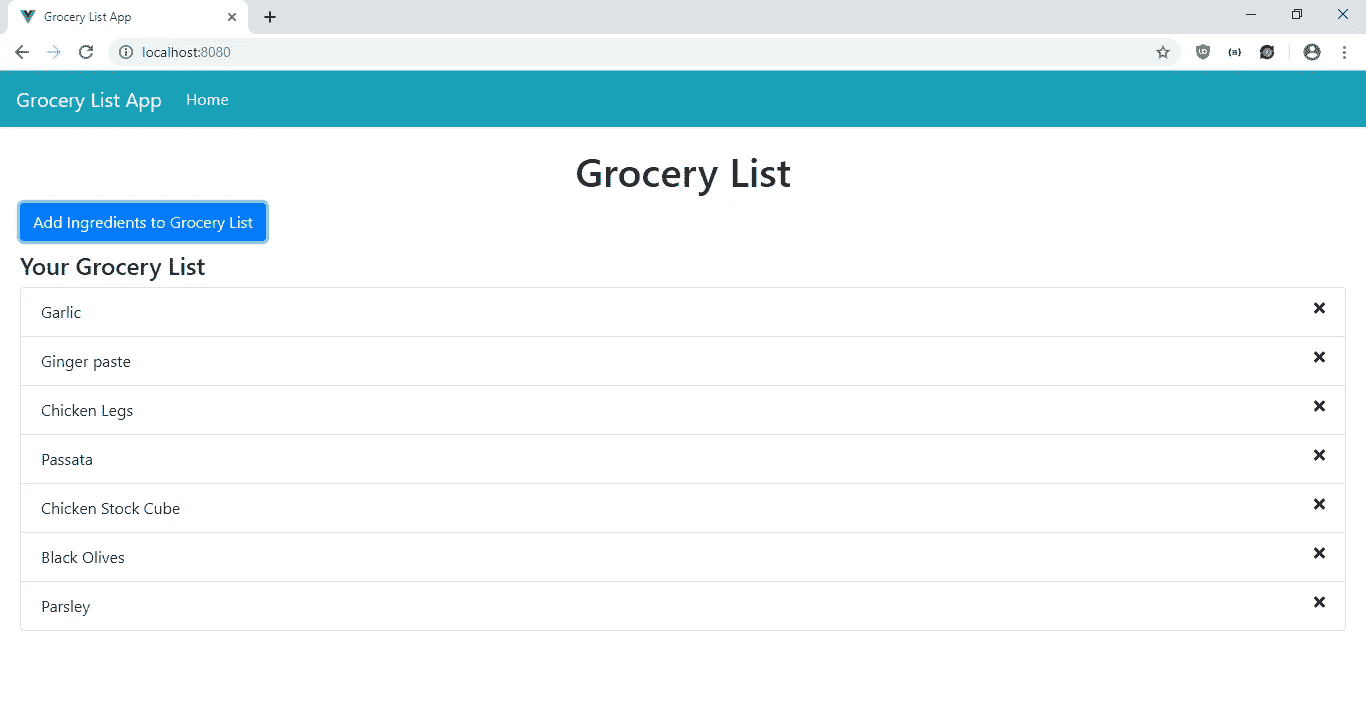 Grocery List App
localhost:8080
Grocery List App Home
Grocery List
Add Ingredients to Grocery List
Your Grocery List
Garlic
Ginger paste
Chicken Legs
Passata
Chicken Stock Cube
Black Olives
Parsley